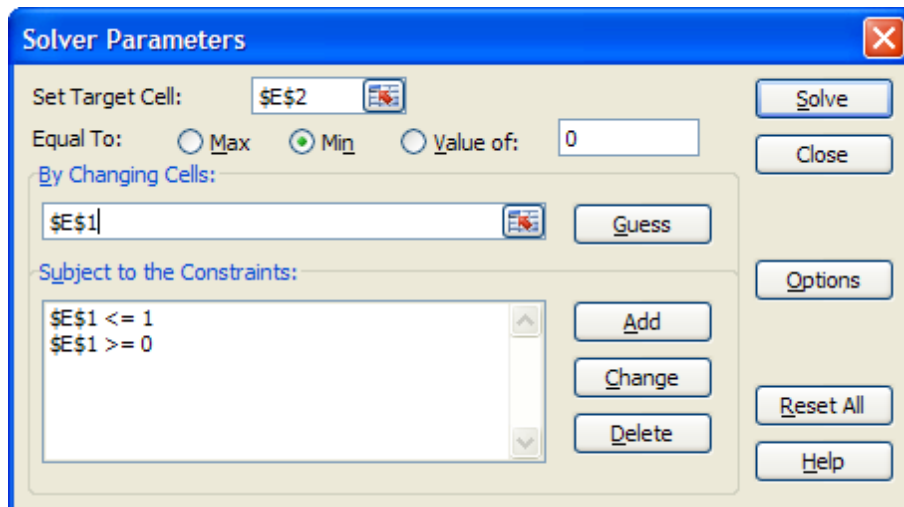 Solver Parameters
Set Target Cell: $E$2
Solve
Equal To: Max Min Value of: 0
Close
By Changing Cells:
$E$1
Guess
Subject to the Constraints:
Options
$E$1 <= 1
$E$1 >= 0
Add
Change
Reset All
Delete
Help